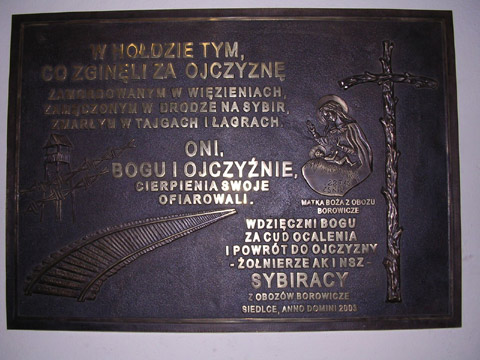 W HOŁDZIE TYM,
CO ZGINĘLI ZA OJCZYZNĘ
ZAMORDOWANYM W WIĘZIENIACH,
ZAMĘCZONYM W DRODZE NA SYBIR,
ZMARŁYM W TAJGACH I ŁAGRACH.
ONI,
BOGU I OJCZYŹNIE,
CIERPIENIA SWOJE
OFIAROWALI.
MATKA BOŻA Z OBOZU
BOROWICZE
WDZIĘCZNI BOGU
ZA CUD OCALENIA
I POWRÓT DO OJCZYZNY
- ŻOŁNIERZE AK I NSZ -
SYBIRACY
Z OBOZÓW BOROWICZE
SIEDLCE, ANNO DOMINI 2003